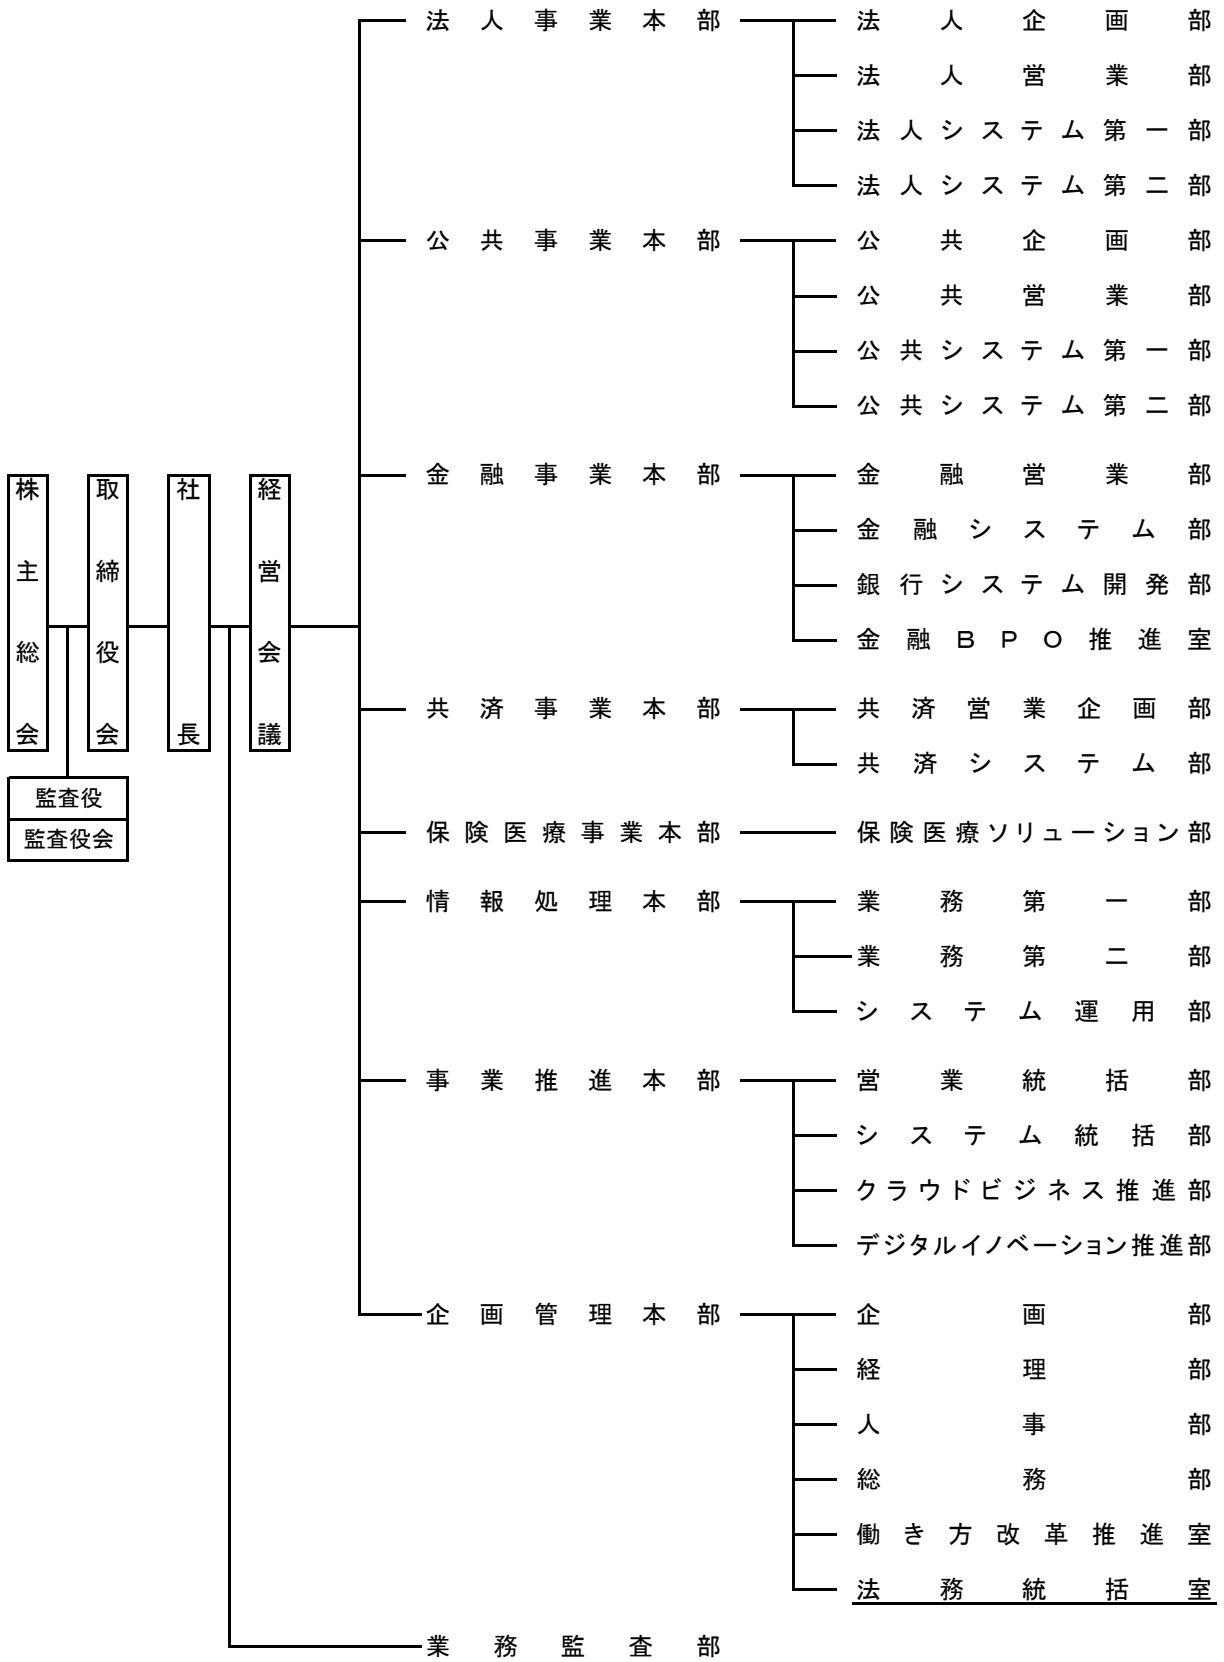 株主総会
取締役会
社長
経営会議
監査役
監査役会
法人事業本部
法人企画部
法人営業部
法人システム第一部
法人システム第二部
公共事業本部
公共企画部
公共営業部
公共システム第一部
公共システム第二部
金融事業本部
金融営業部
金融システム部
銀行システム開発部
金融BPO推進室
共済事業本部
共済営業企画部
共済システム部
保険医療事業本部
保険医療ソリューション部
情報処理本部
業務第一部
業務第二部
システム運用部
事業推進本部
営業統括部
システム統括部
クラウドビジネス推進部
デジタルイノベーション推進部
企画管理本部
企画部
経理部
人事部
総務部
働き方改革推進室
法務統括室
業務監査部